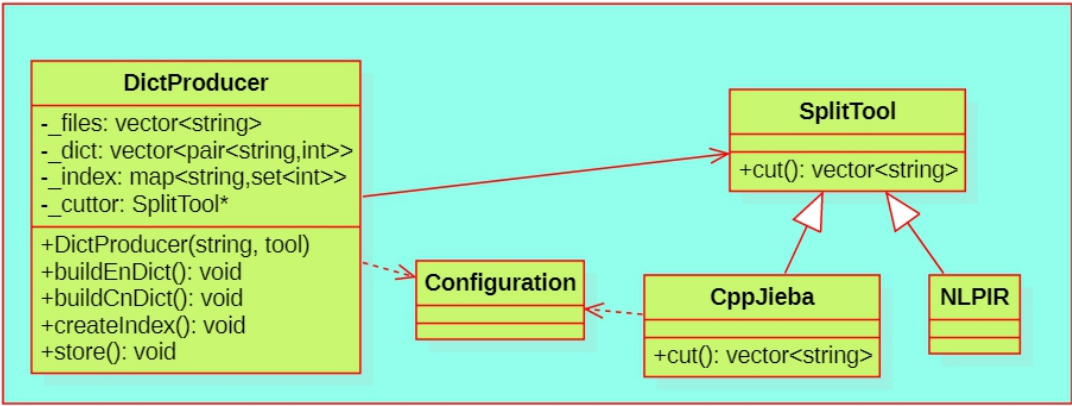 DictProducer
-_files: vector<string>
-_dict: vector<pair<string,int>>
-_index: map<string,set<int>>
-_cuttor: SplitTool*
+DictProducer(string, tool)
+buildEnDict(): void
+buildCnDict(): void
+createIndex(): void
+store(): void
SplitTool
+cut(): vector<string>
Configuration
CppJieba
+cut(): vector<string>
NLPIR